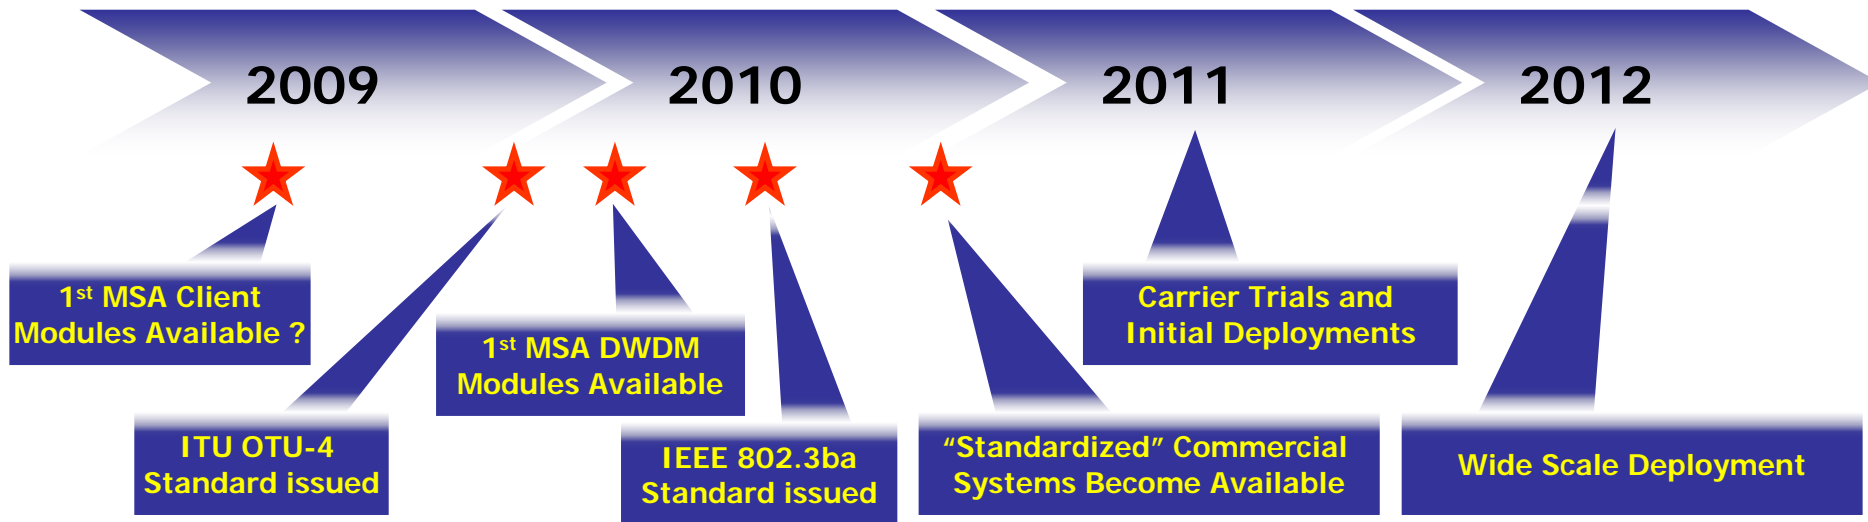 2009
2010
2011
2012
1st MSA Client
Modules Available ?
ITU OTU-4
Standard issued
1st MSA DWDM
Modules Available
IEEE 802.3ba
Standard issued
“Standardized” Commercial
Systems Become Available
Carrier Trials and
Initial Deployments
Wide Scale Deployment